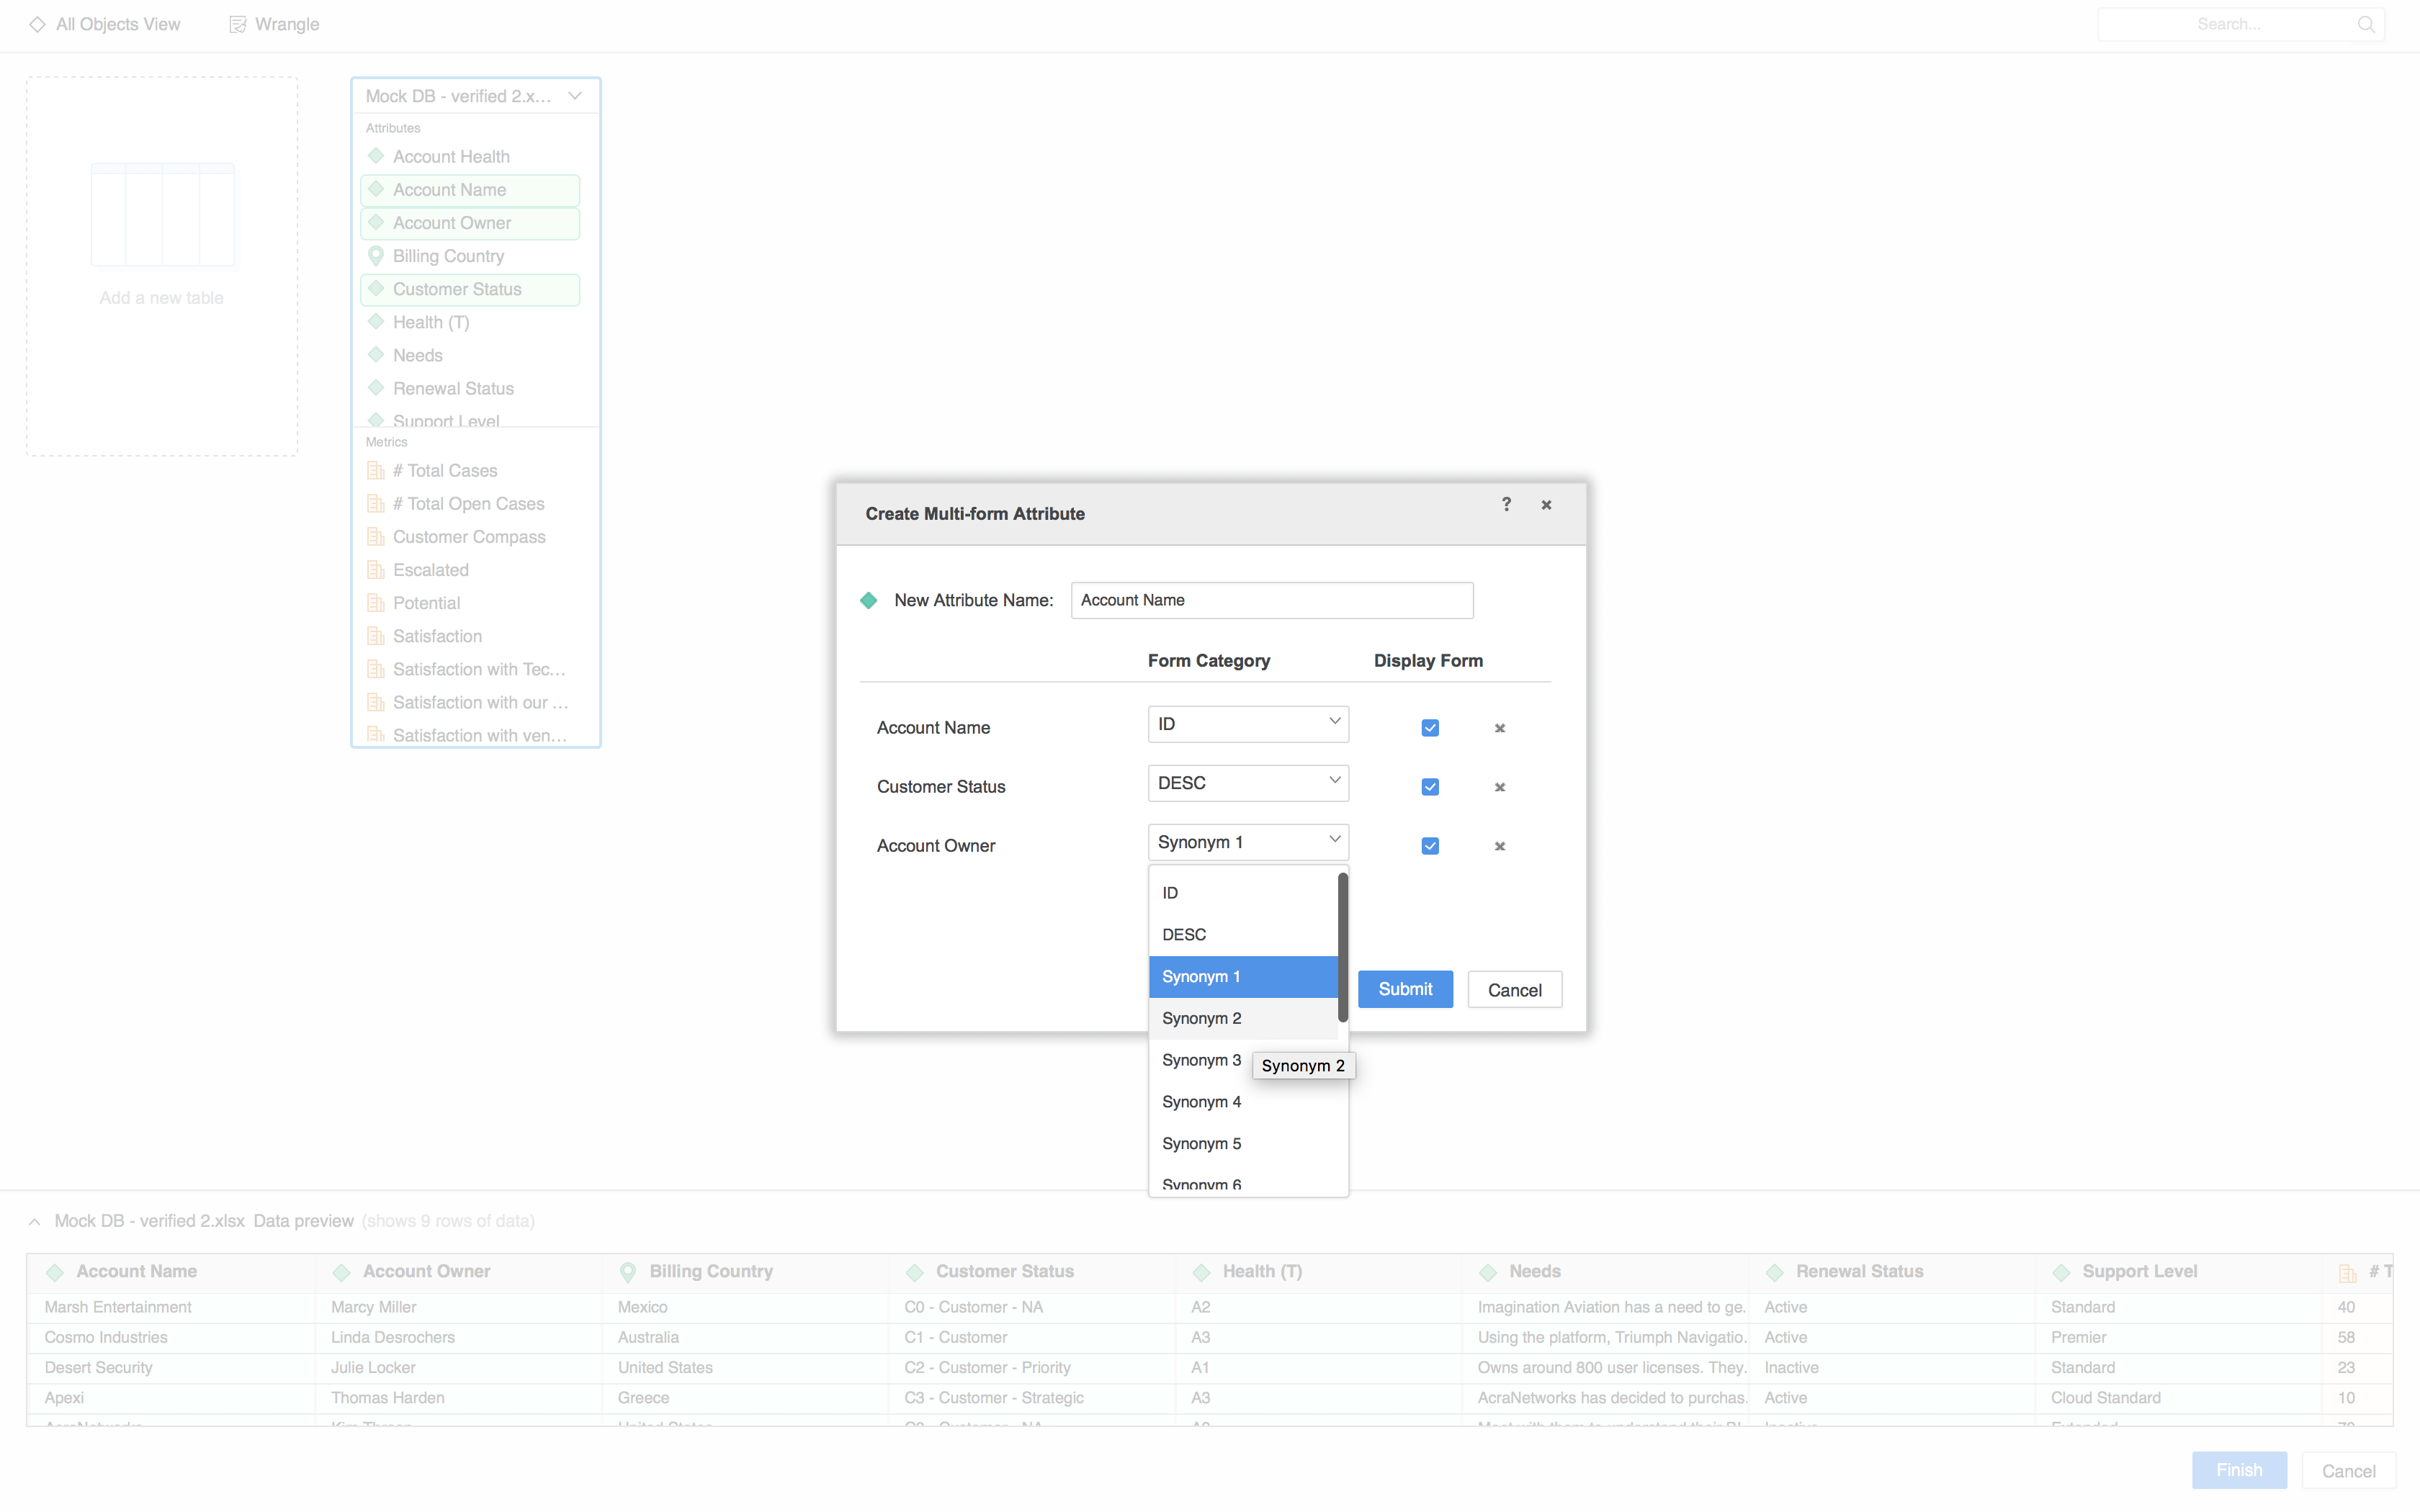 All Objects View Wrangle Search...
Mock DB - verified 2.x...
Attributes
Account Health
Account Name
Account Owner
Billing Country
Customer Status
Health (T)
Needs
Renewal Status
Support Level
Add a new table
Metrics
# Total Cases
# Total Open Cases
Customer Compass
Escalated
Potential
Satisfaction
Satisfaction with Tec...
Satisfaction with our ...
Satisfaction with ven...
Create Multi-form Attribute ?
New Attribute Name: Account Name
Form Category Display Form
Account Name ID
Customer Status DESC
Account Owner Synonym 1
ID
DESC
Synonym 1
Synonym 2
Synonym 3
Synonym 2
Synonym 4
Synonym 5
Synonym 6
Submit Cancel
Mock DB - verified 2.xlsx Data preview (shows 9 rows of data)
Account Name Account Owner Billing Country Customer Status Health (T) Needs Renewal Status Support Level # T
Marsh Entertainment Marcy Miller Mexico C0 - Customer - NA A2 Imagination Aviation has a need to ge. Active Standard 40
Cosmo Industries Linda Desrochers Australia C1 - Customer A3 Using the platform, Triumph Navigatio. Active Premier 58
Desert Security Julie Locker United States C2 - Customer - Priority A1 Owns around 800 user licenses. They. Inactive Standard 23
Apexi Thomas Harden Greece C3 - Customer - Strategic A3 AcraNetworks has decided to purchas. Active Cloud Standard 10
Finish Cancel